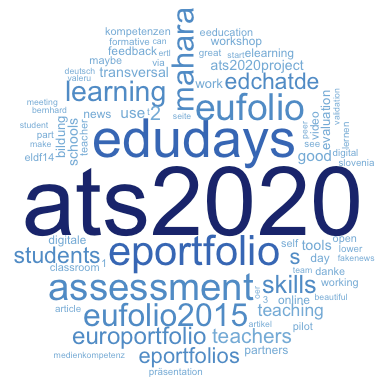 kompetenzen eeducation
formative can workshop
feedback ertl great start elearning
maybe via ats2020project
deutsch transversal work edchatde
valeru mahara
learning eufolio
meeting news use 2 seite evaluation validation
bernhard edudays
student bildung schools teacher peer video lernen
part good see digital
make slovenia
eldf14
ats2020
digitale eportfolio self tools open
students s day lower
classroom 1 danke fakenews
assessment oer team skills working
3 online beautiful
article eufolio2015 teaching
europortfolio teachers artikel pilot
medienkompetenz eportfolios partners
präsentation